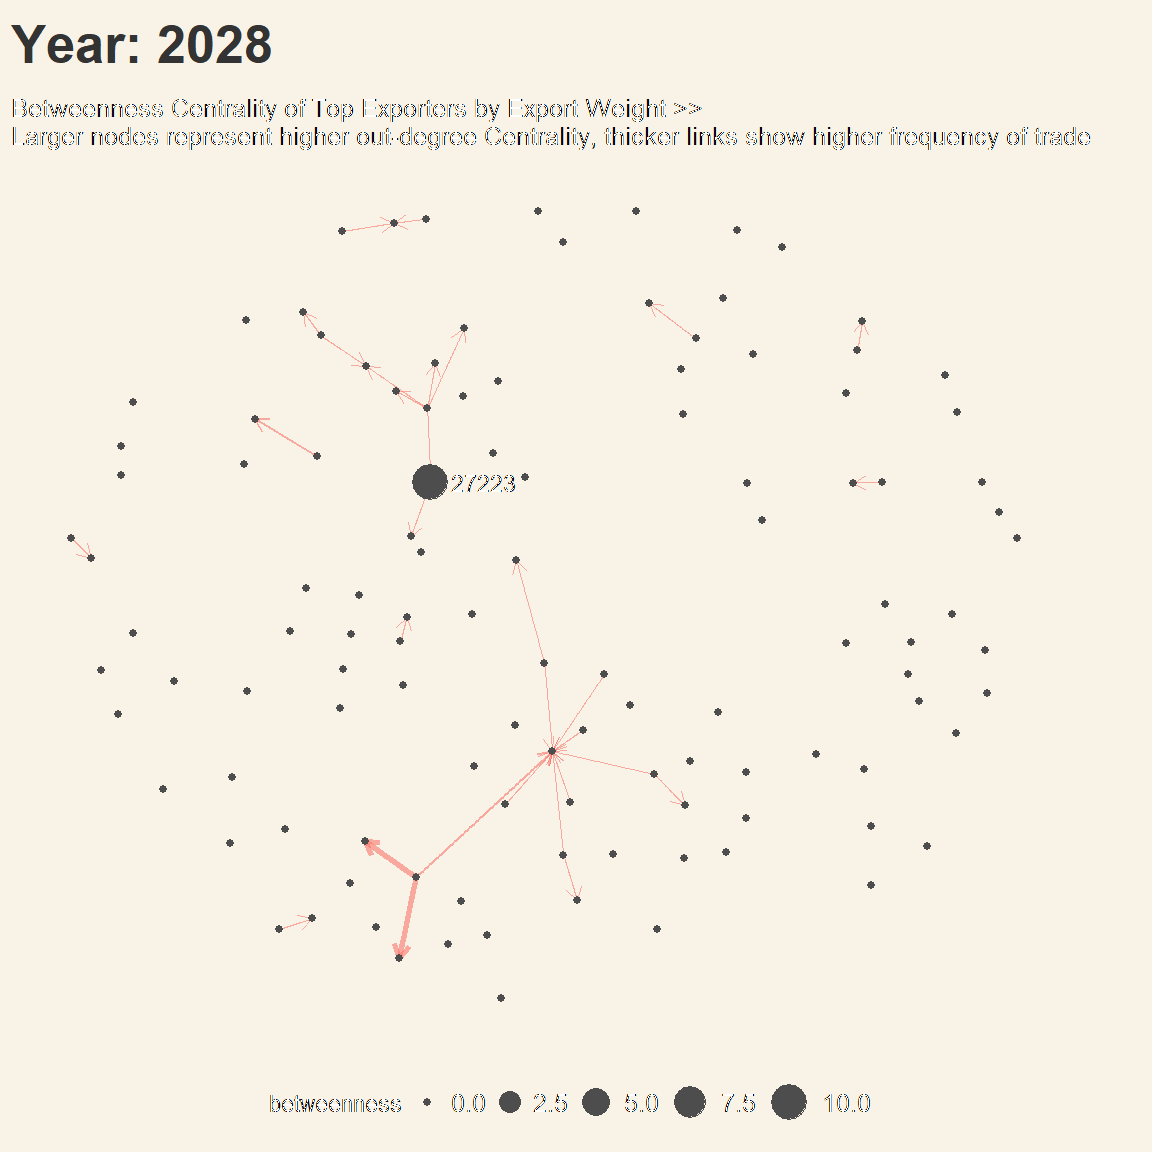 Year: 2028
Betweenness Centrality of Top Exporters by Export Weight >>
Larger nodes represent higher out-degree Centrality, thicker links show higher frequency of trade
27223
betweenness 0.0 2.5 5.0 7.5 10.0